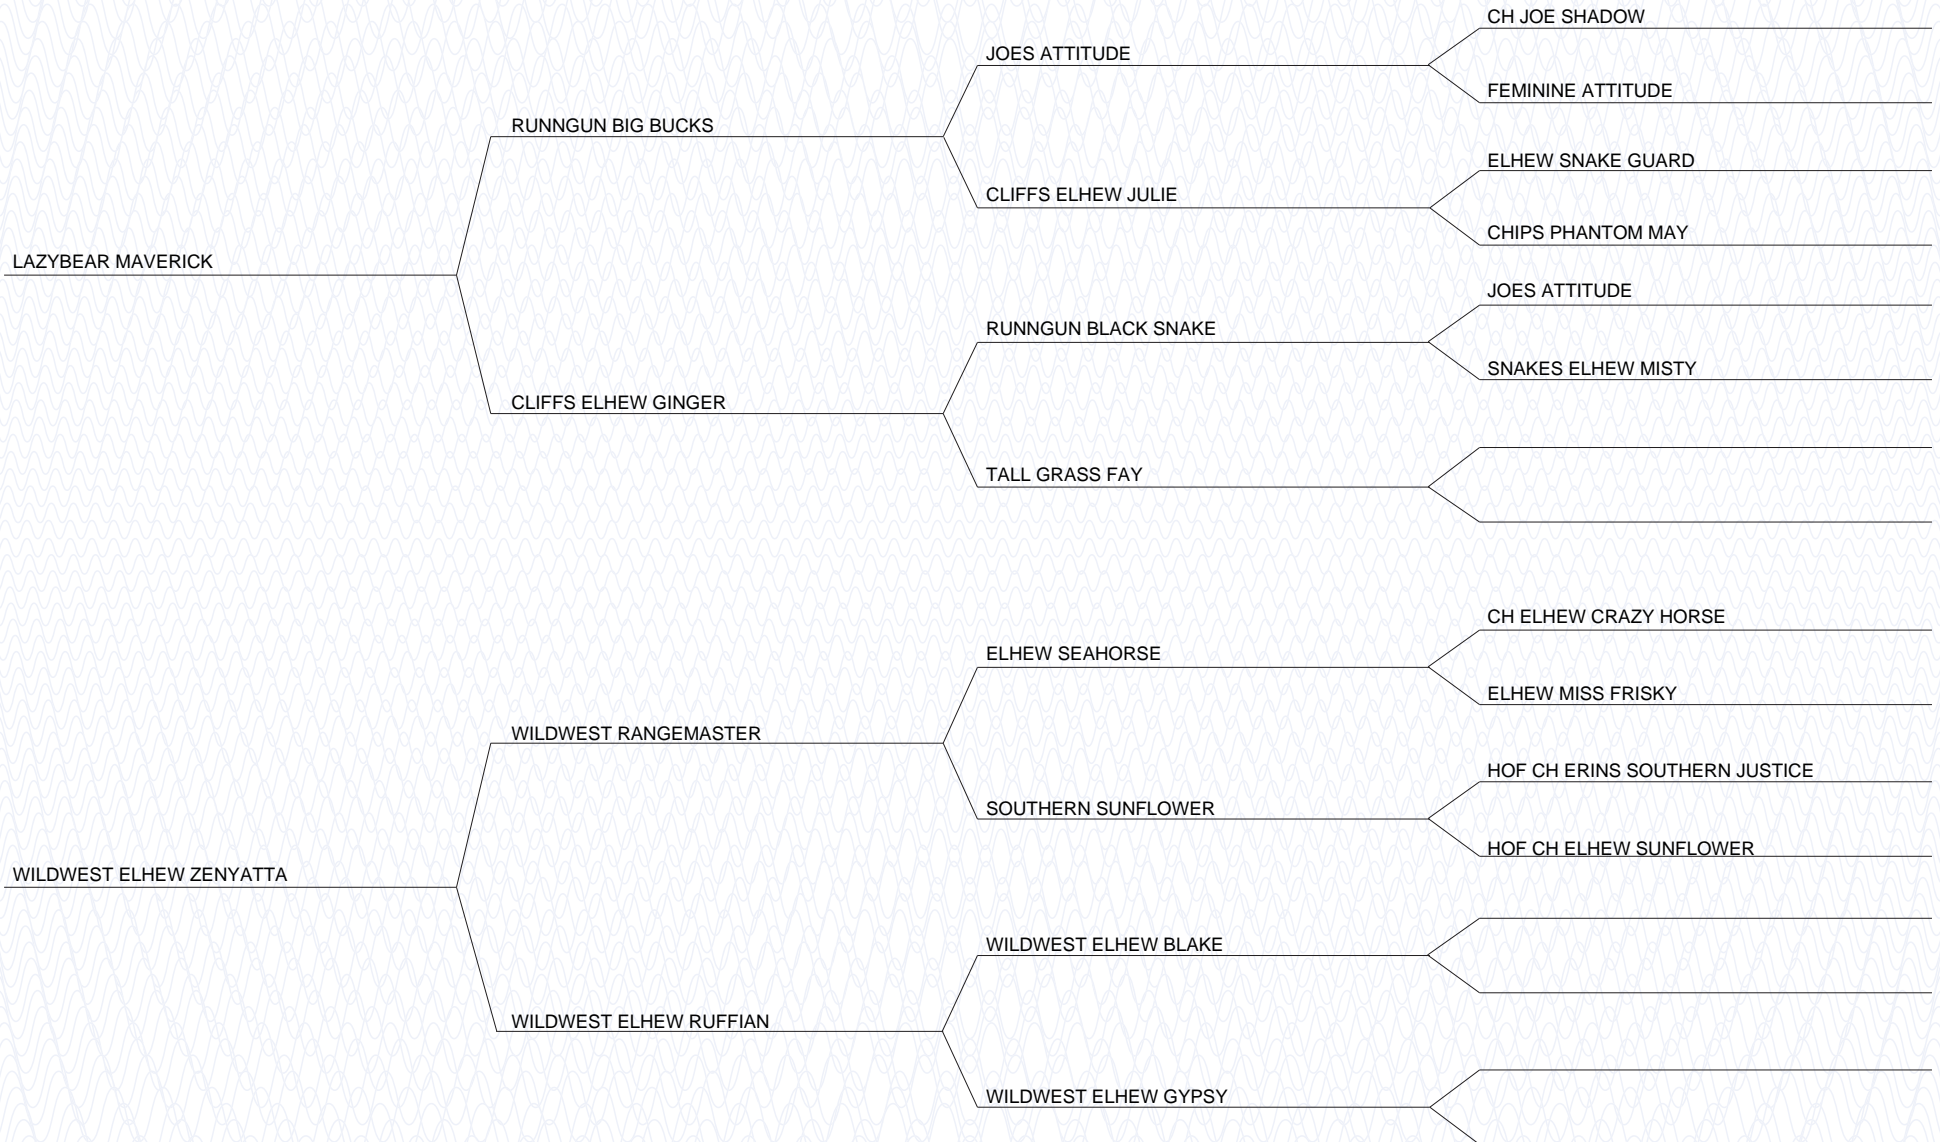 CH JOE SHADOW
JOES ATTITUDE
FEMININE ATTITUDE
RUNNGUN BIG BUCKS
ELHEW SNAKE GUARD
CLIFFS ELHEW JULIE
CHIPS PHANTOM MAY
LAZYBEAR MAVERICK
JOES ATTITUDE
RUNNGUN BLACK SNAKE
SNAKES ELHEW MISTY
CLIFFS ELHEW GINGER
TALL GRASS FAY
CH ELHEW CRAZY HORSE
ELHEW SEAHORSE
ELHEW MISS FRISKY
WILDWEST RANGEMASTER
HOF CH ERINS SOUTHERN JUSTICE
SOUTHERN SUNFLOWER
HOF CH ELHEW SUNFLOWER
WILDWEST ELHEW ZENYATTA
WILDWEST ELHEW BLAKE
WILDWEST ELHEW RUFFIAN
WILDWEST ELHEW GYPSY